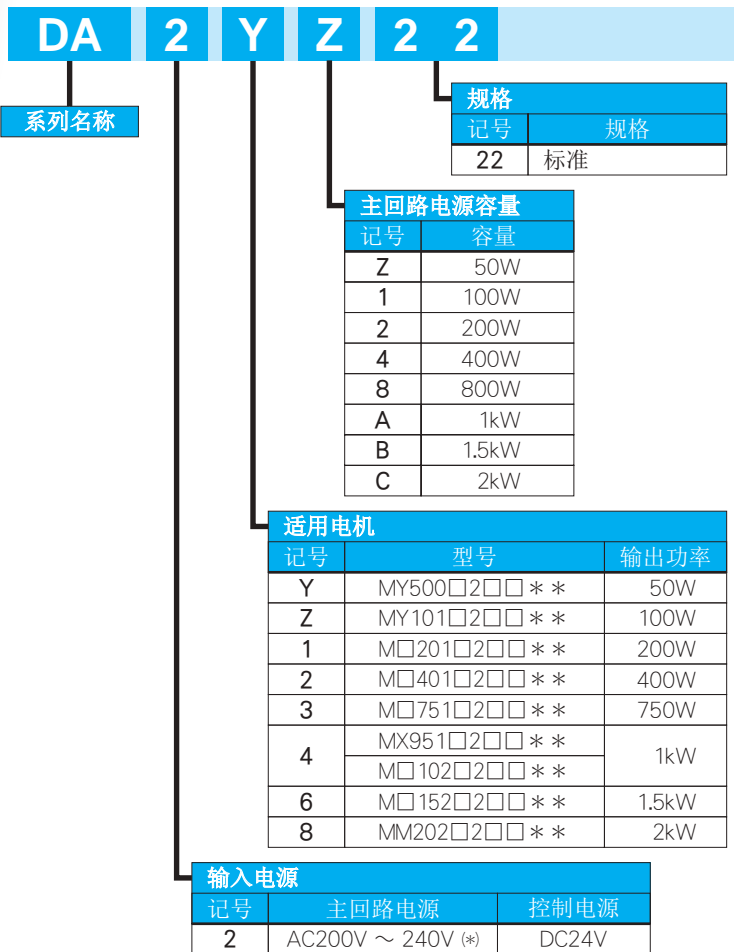 DA 2 Y Z 2 2
系列名称
规格
记号 规格
22 标准
主回路电源容量
记号 容量
Z 50W
1 100W
2 200W
4 400W
8 800W
A 1kW
B 1.5kW
C 2kW
适用电机
记号 型号 输出功率
Y MY500□2□□＊＊ 50W
Z MY101□2□□＊＊ 100W
1 M□201□2□□＊＊ 200W
2 M□401□2□□＊＊ 400W
3 M□751□2□□＊＊ 750W
4 MX951□2□□＊＊ 1kW
M□102□2□□＊＊
6 M□152□2□□＊＊ 1.5kW
8 MM202□2□□＊＊ 2kW
输入电源
记号 主回路电源 控制电源
2 AC200V ～ 240V (*) DC24V